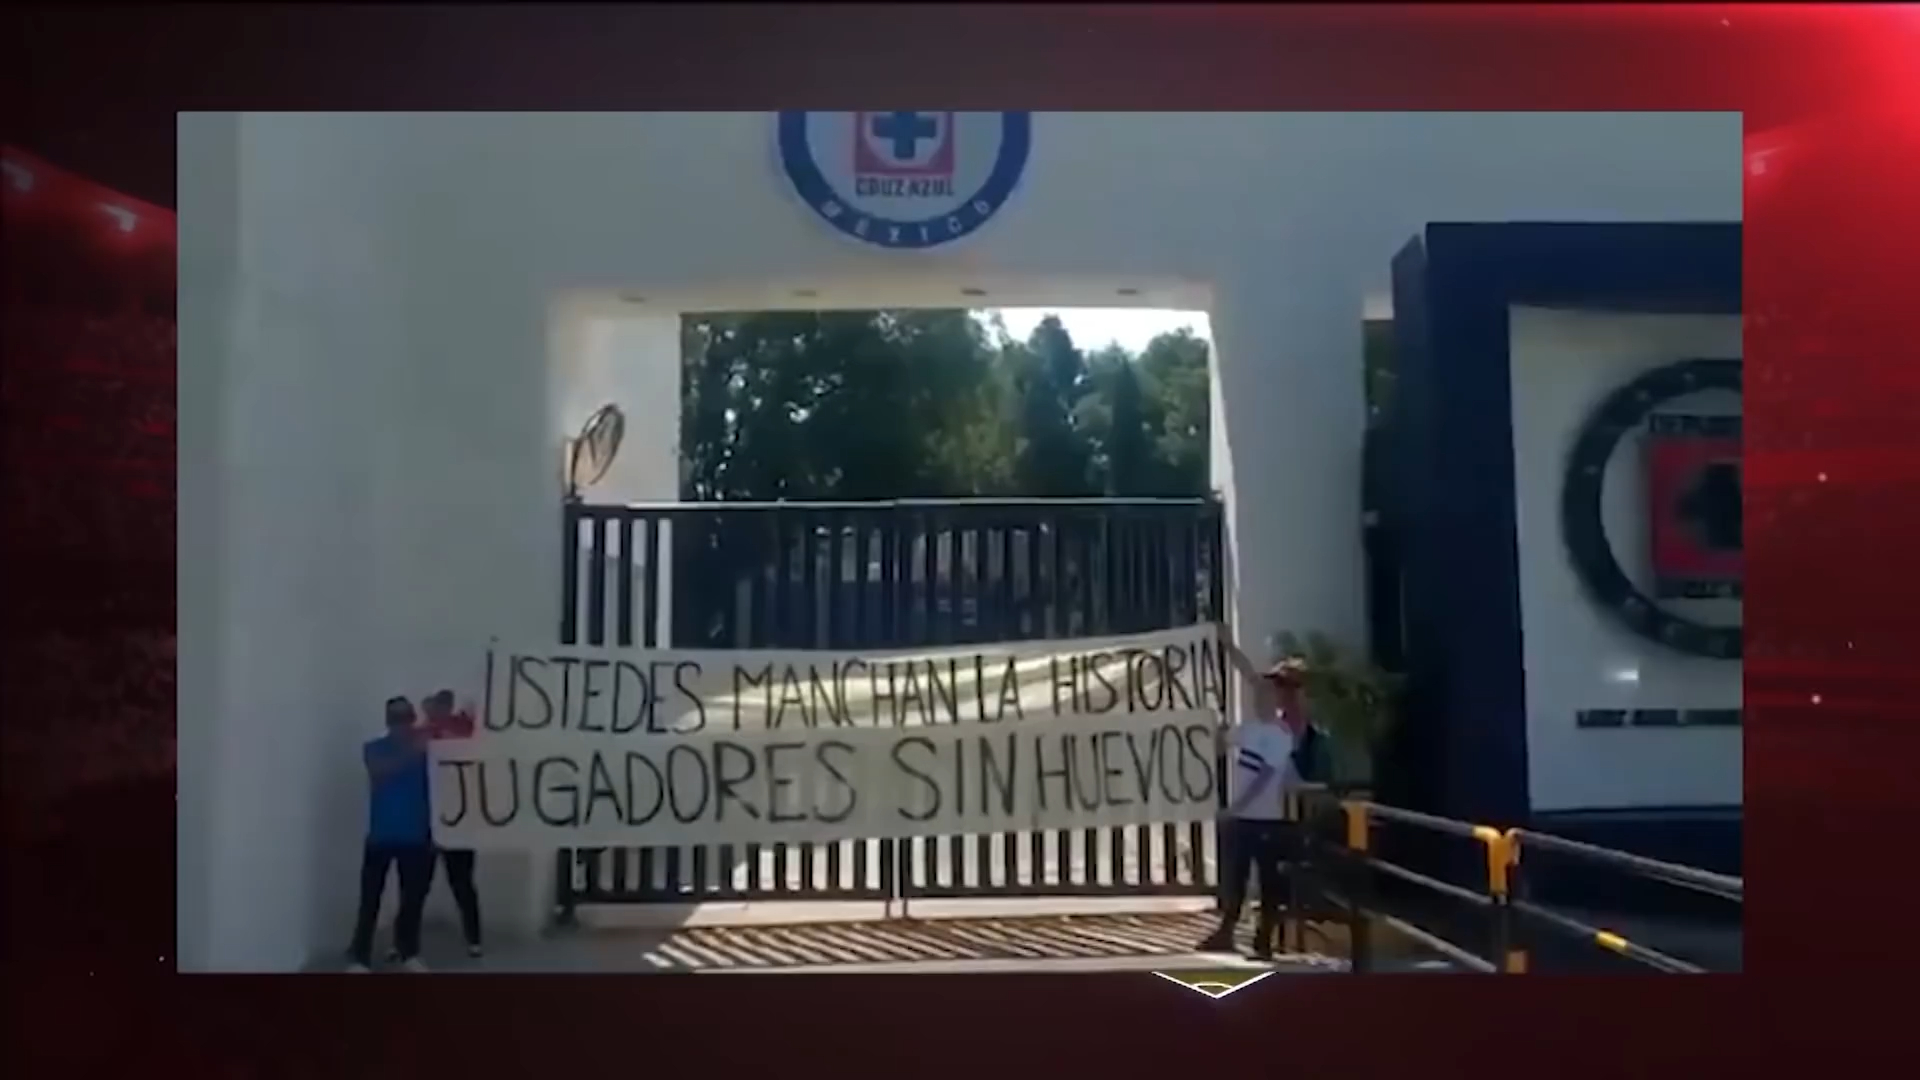 CRUZ AZUL
MEXICO
USTEDES MANCHAN LA HISTORIA
JUGADORES SIN HUEVOS